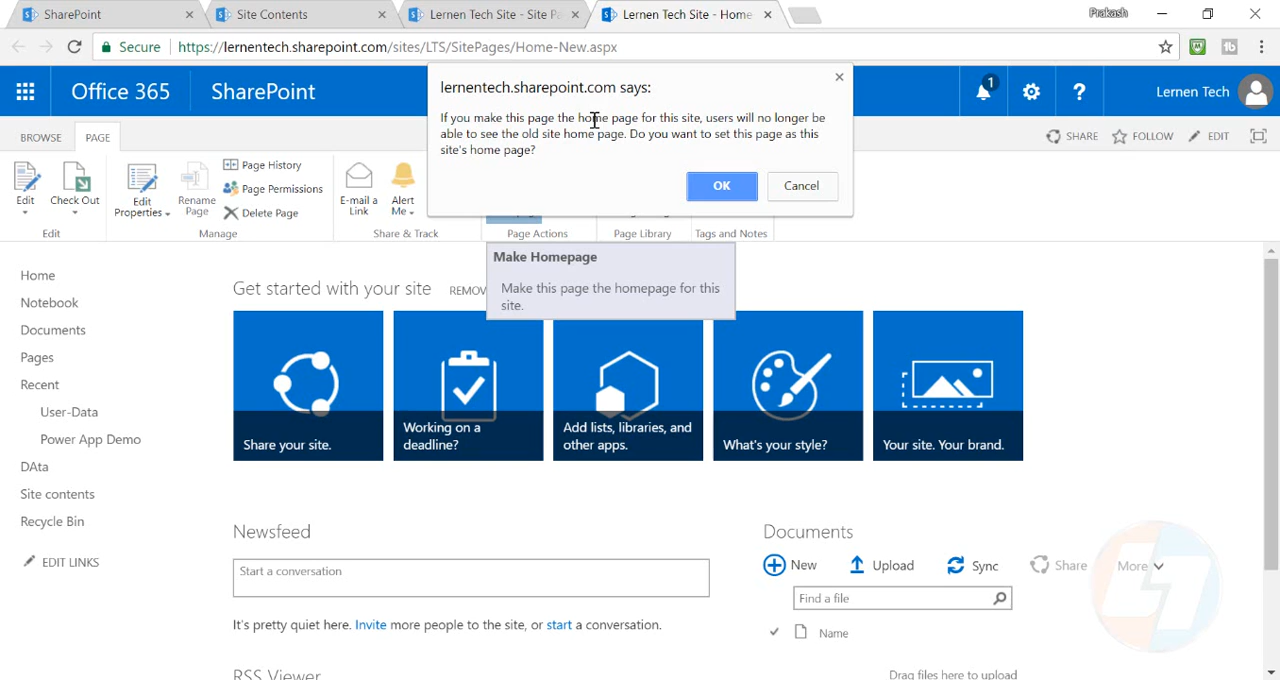 SharePoint
Site Contents
Lernen Tech Site - Site P
Lernen Tech Site - Home
Prakash
Secure
https://lernentech.sharepoint.com/sites/LTS/SitePages/Home-New.aspx
Office 365
SharePoint
1
?
Lernen Tech
lernentech.sharepoint.com says:
If you make this page the home page for this site, users will no longer be
able to see the old site home page. Do you want to set this page as this
site's home page?
OK
Cancel
BROWSE
PAGE
SHARE
FOLLOW
EDIT
Edit
Check Out
Edit
Properties
Rename
Page
Page History
Page Permissions
Delete Page
E-mail a
Link
Alert
Me
Edit
Manage
Share & Track
Page Actions
Page Library
Tags and Notes
Make Homepage
Make this page the homepage for this
site.
Home
Notebook
Documents
Pages
Recent
User-Data
Power App Demo
DAta
Site contents
Recycle Bin
EDIT LINKS
Get started with your site
REMOV
Share your site.
Working on a
deadline?
Add lists, libraries, and
other apps.
What's your style?
Your site. Your brand.
Newsfeed
Start a conversation
It's pretty quiet here. Invite more people to the site, or start a conversation.
RSS Viewer
Documents
New
Upload
Sync
Share
More
Find a file
Name
Drag files here to upload